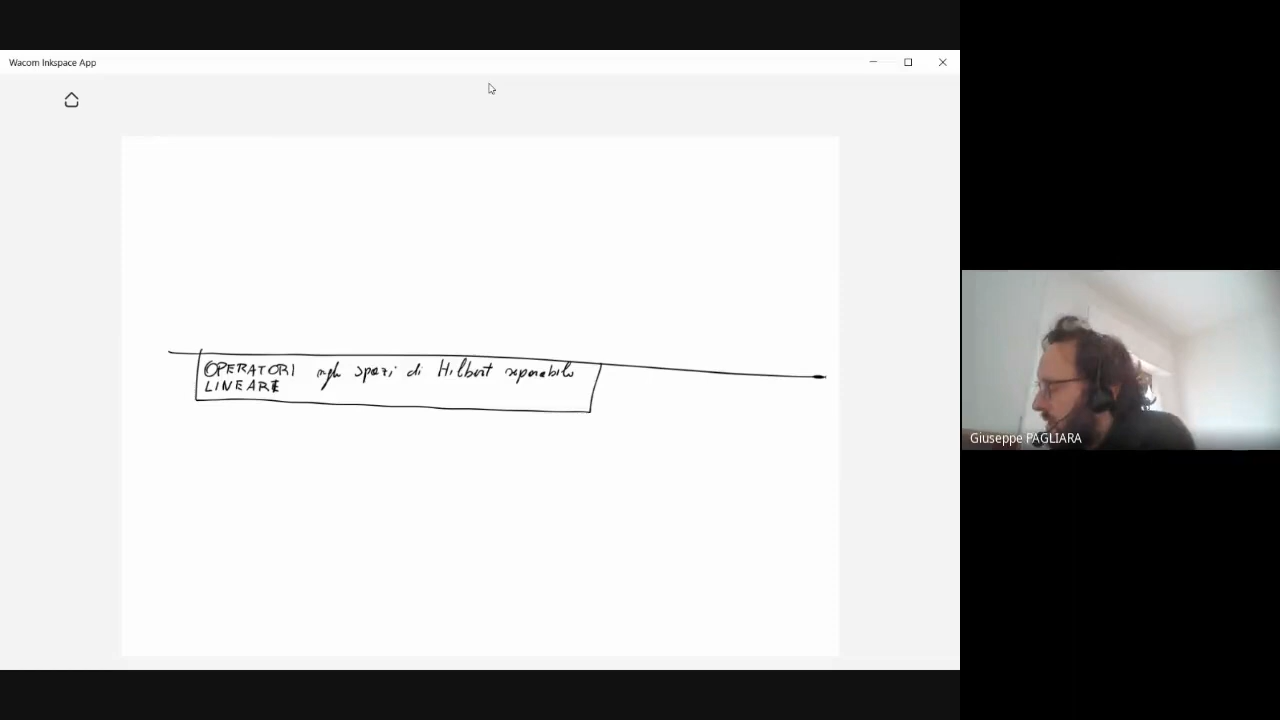 Wacom Inkspace App
OPERATORI negli spazi di Hilbert separabili
LINEARI
Giuseppe PAGLIARA